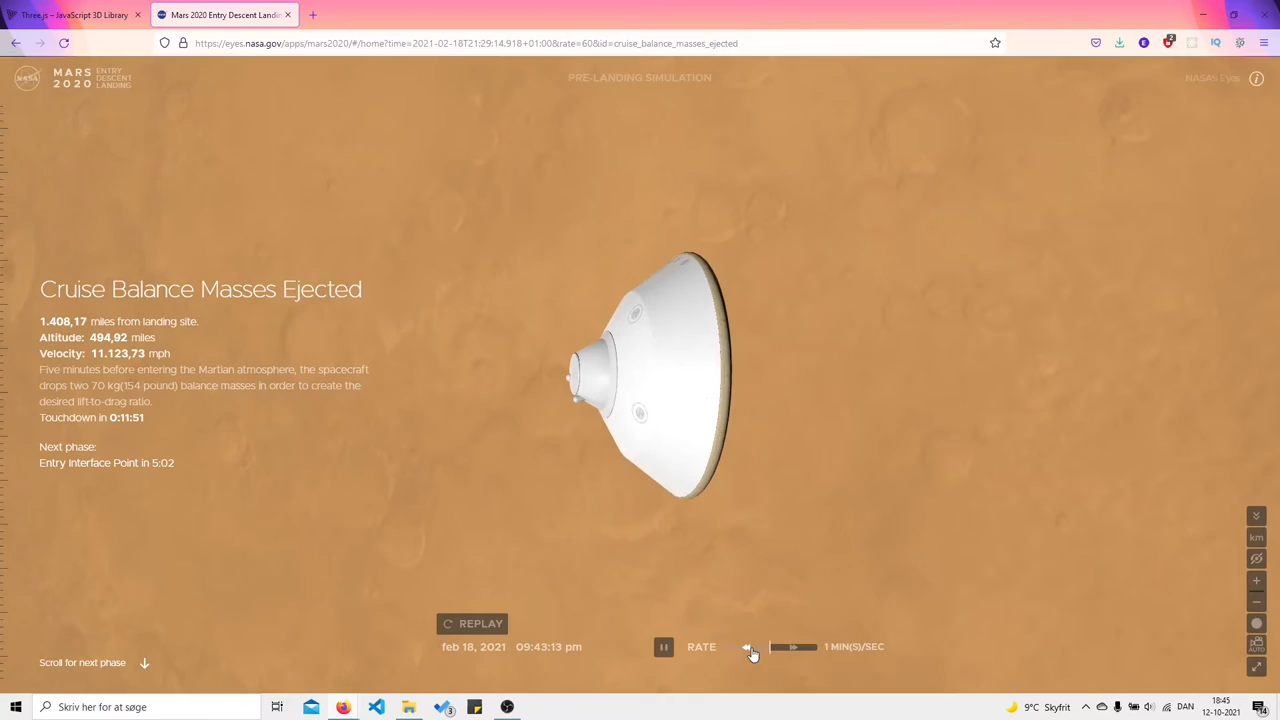 Three.js – JavaScript 3D Library
Mars 2020 Entry Descent Landin
https://eyes.nasa.gov/apps/mars2020/#/home?time=2021-02-18T21:29:14.918+01:00&rate=60&id=cruise_balance_masses_ejected
NASA
MARS 2020
ENTRY DESCENT LANDING
PRE-LANDING SIMULATION
NASA's Eyes
Cruise Balance Masses Ejected
1.408,17 miles from landing site.
Altitude: 494,92 miles
Velocity: 11.123,73 mph
Five minutes before entering the Martian atmosphere, the spacecraft
drops two 70 kg(154 pound) balance masses in order to create the
desired lift-to-drag ratio.
Touchdown in 0:11:51
Next phase:
Entry Interface Point in 5:02
km
AUTO
REPLAY
feb 18, 2021 09:43:13 pm
RATE
1 MIN(S)/SEC
Scroll for next phase
Skriv her for at søge
3
9°C Skyfrit
DAN
18:45
12-10-2021
14